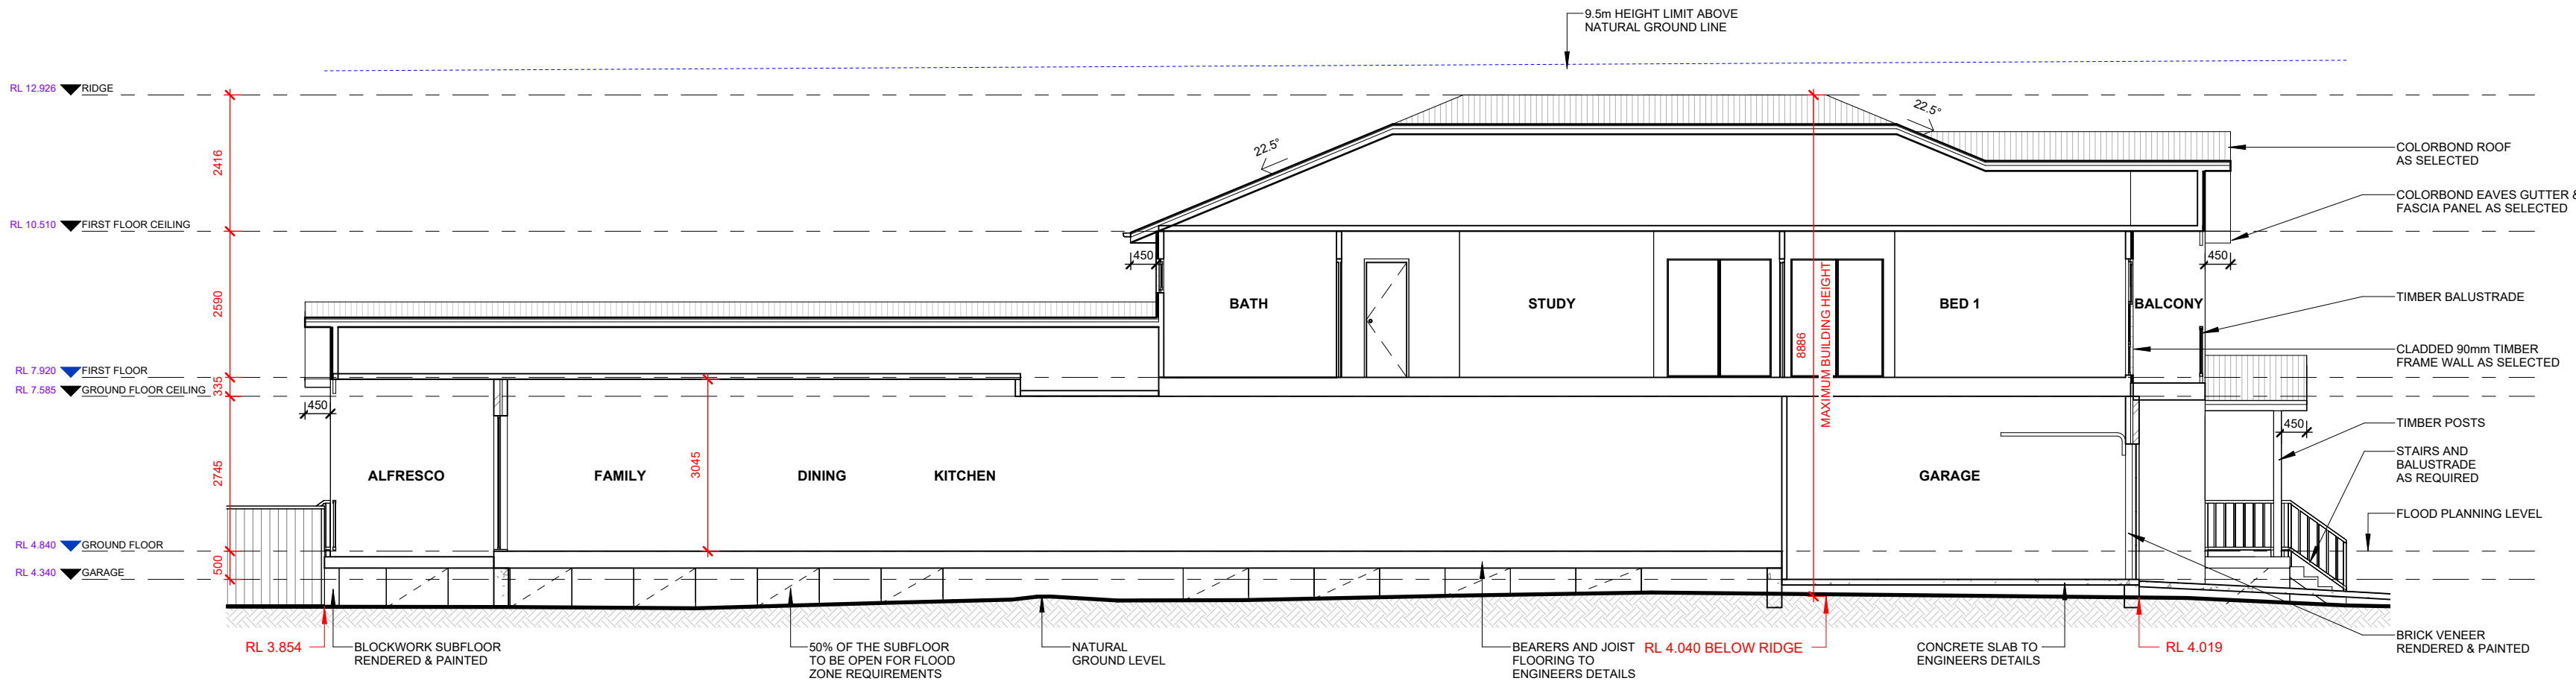 9.5m HEIGHT LIMIT ABOVE
NATURAL GROUND LINE
RL 12.926 RIDGE
22.5°
22.5°
2416
COLORBOND ROOF
AS SELECTED
COLORBOND EAVES GUTTER &
FASCIA PANEL AS SELECTED
RL 10.510 FIRST FLOOR CEILING
450
450
2590
BATH
STUDY
BED 1
BALCONY
TIMBER BALUSTRADE
MAXIMUM BUILDING HEIGHT
8886
CLADDED 90mm TIMBER
FRAME WALL AS SELECTED
RL 7.920 FIRST FLOOR
335
RL 7.585 GROUND FLOOR CEILING
450
450
TIMBER POSTS
2745
3045
ALFRESCO
FAMILY
DINING
KITCHEN
GARAGE
STAIRS AND
BALUSTRADE
AS REQUIRED
FLOOD PLANNING LEVEL
RL 4.840 GROUND FLOOR
500
RL 4.340 GARAGE
RL 3.854
BLOCKWORK SUBFLOOR
RENDERED & PAINTED
50% OF THE SUBFLOOR
TO BE OPEN FOR FLOOD
ZONE REQUIREMENTS
NATURAL
GROUND LEVEL
BEARERS AND JOIST
FLOORING TO
ENGINEERS DETAILS
RL 4.040 BELOW RIDGE
CONCRETE SLAB TO
ENGINEERS DETAILS
RL 4.019
BRICK VENEER
RENDERED & PAINTED